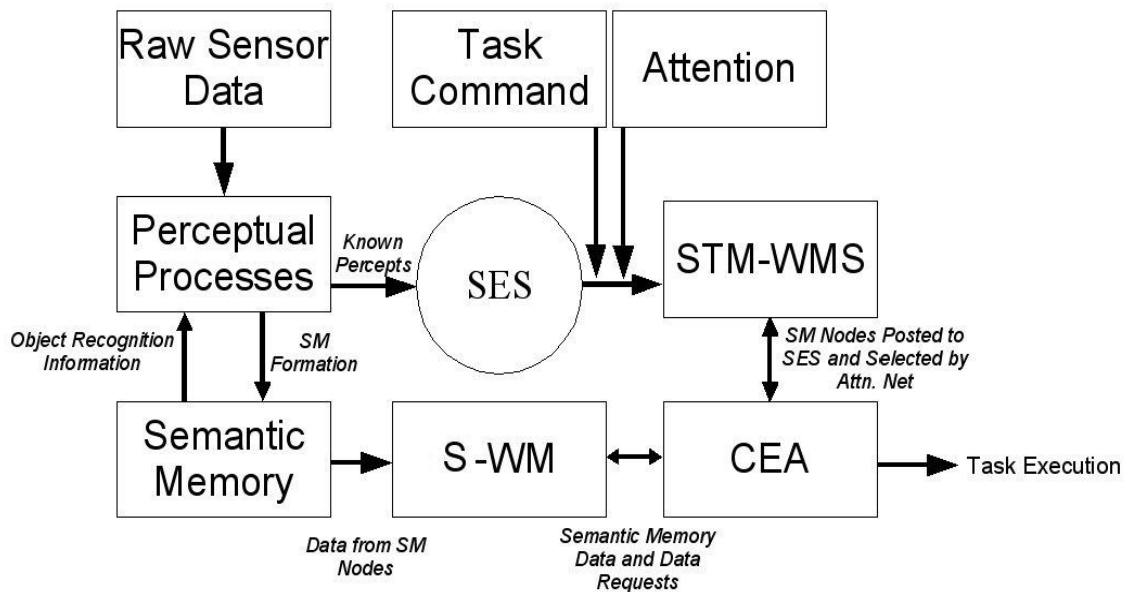 Raw Sensor
Data
Task
Command
Attention
Perceptual
Processes
Known
Percepts
SES
STM-WMS
Object Recognition
Information
SM
Formation
SM Nodes Posted to
SES and Selected by
Attn. Net
Semantic
Memory
S-WM
CEA
Task Execution
Data from SM
Nodes
Semantic Memory
Data and Data
Requests